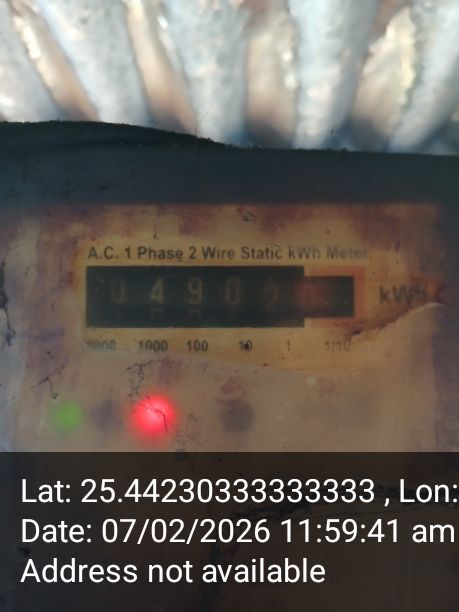 A.C. 1 Phase 2 Wire Static kWh Meter
0 4 9 0 2 0 kWh
1000 100 10 1 1/10
Lat: 25.44230333333333 , Lon:
Date: 07/02/2026 11:59:41 am
Address not available